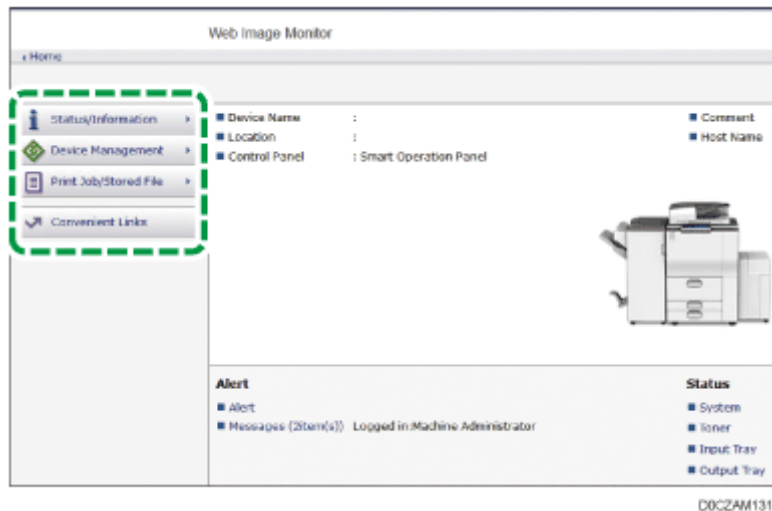 Web Image Monitor
Home
Status/Information
Device Management
Print Job/Stored File
Convenient Links
Device Name :
Location :
Control Panel : Smart Operation Panel
Comment
Host Name
Alert
Alert
Messages (2item(s)) Logged in:Machine Administrator
Status
System
Toner
Input Tray
Output Tray
D0CZAM131